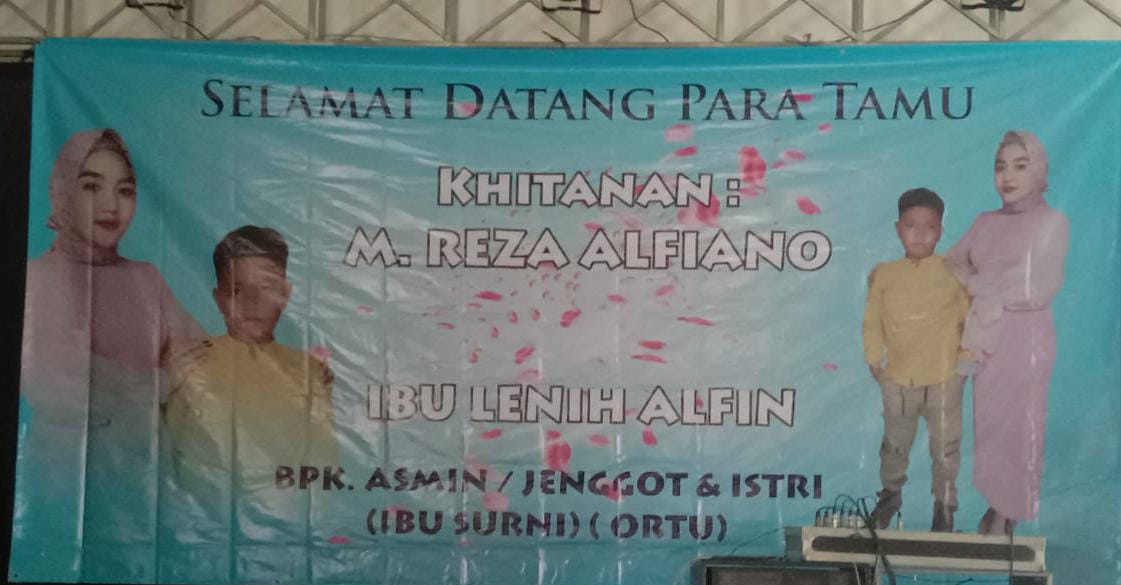 SELAMAT DATANG PARA TAMU
KHITANAN :
M. REZA ALFIANO
IBU LENIH ALFIN
BPK. ASMIN / JENGGOT & ISTRI
(IBU SURNI) ( ORTU)